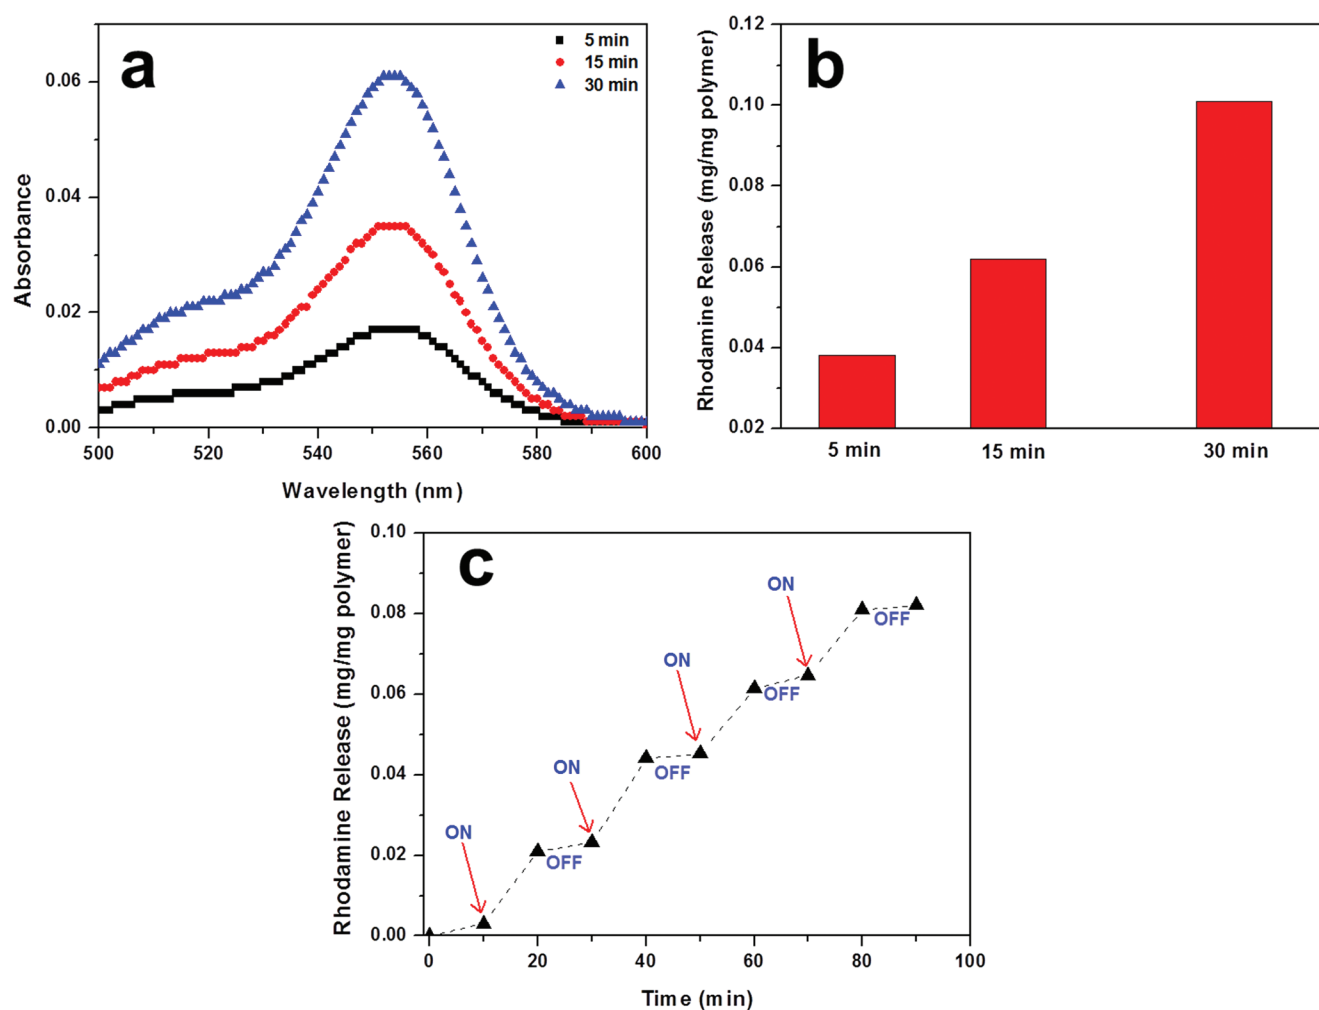 a
5 min
15 min
30 min
0.06
0.04
0.02
0.00
Absorbance
500 520 540 560 580 600
Wavelength (nm)
b
0.12
0.10
0.08
0.06
0.04
0.02
Rhodamine Release (mg/mg polymer)
5 min 15 min 30 min
c
0.10
0.08
0.06
0.04
0.02
0.00
Rhodamine Release (mg/mg polymer)
ON
OFF
ON
OFF
ON
OFF
ON
OFF
0 20 40 60 80 100
Time (min)